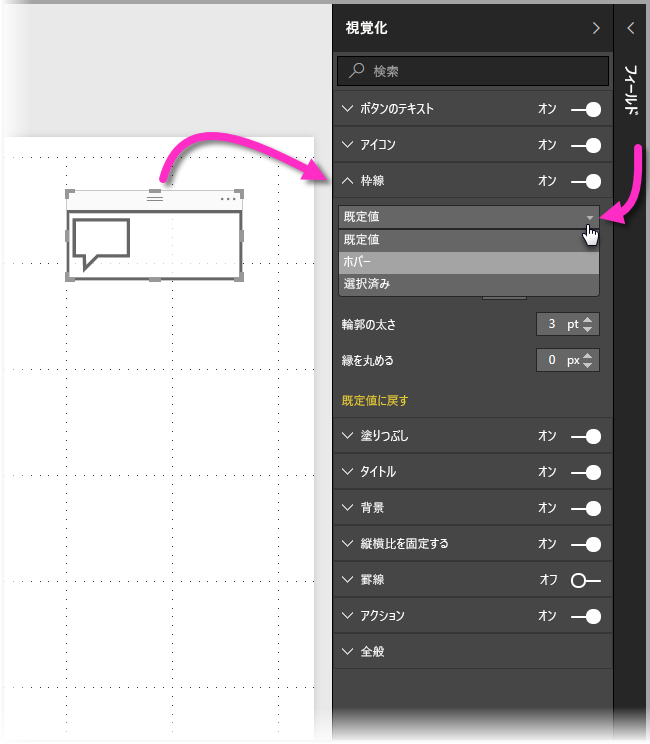 視覚化
フィールド
検索
ボタンのテキスト オン
アイコン オン
枠線 オン
既定値
既定値
ホバー
選択済み
輪郭の太さ 3 pt
縁を丸める 0 px
既定値に戻す
塗りつぶし オン
タイトル オン
背景 オン
縦横比を固定する オン
罫線 オフ
アクション オン
全般